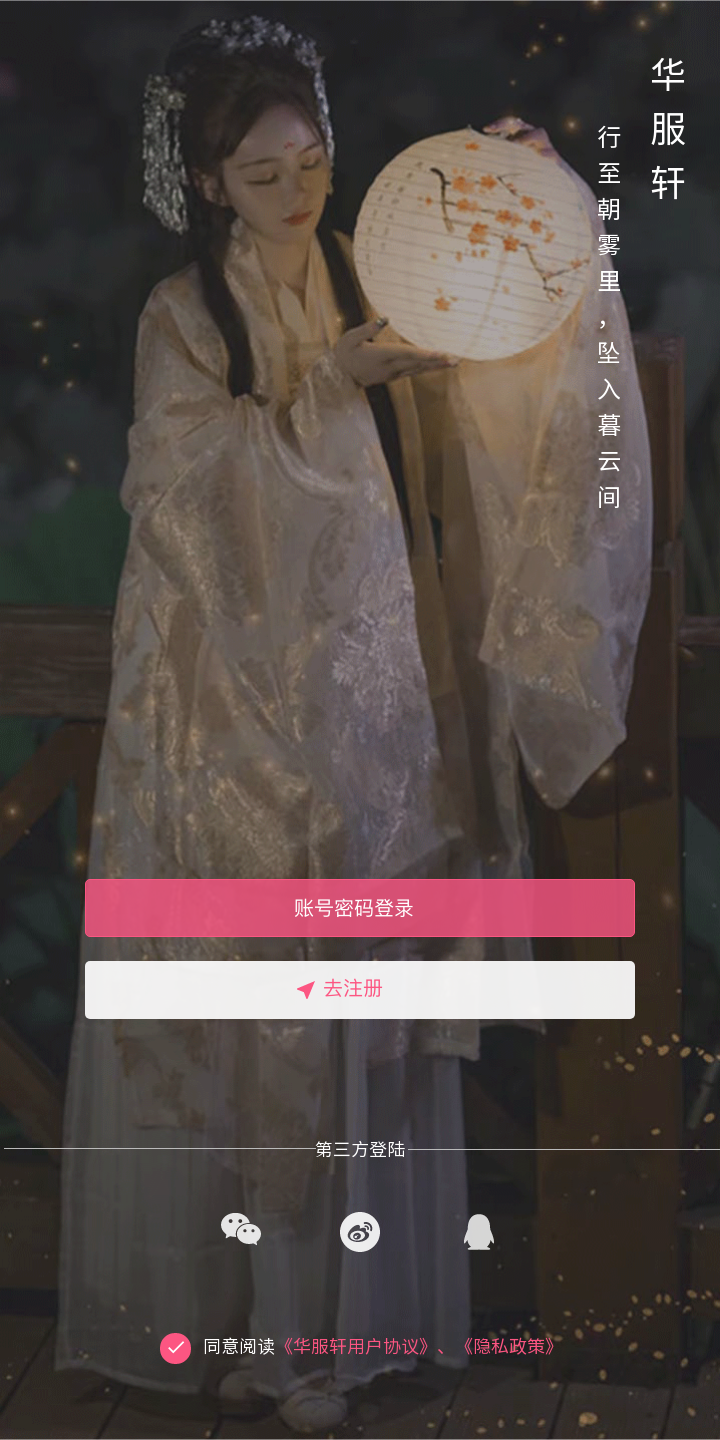 华服轩
行至朝雾里，坠入暮云间
账号密码登录
去注册
第三方登陆
同意阅读《华服轩用户协议》、《隐私政策》